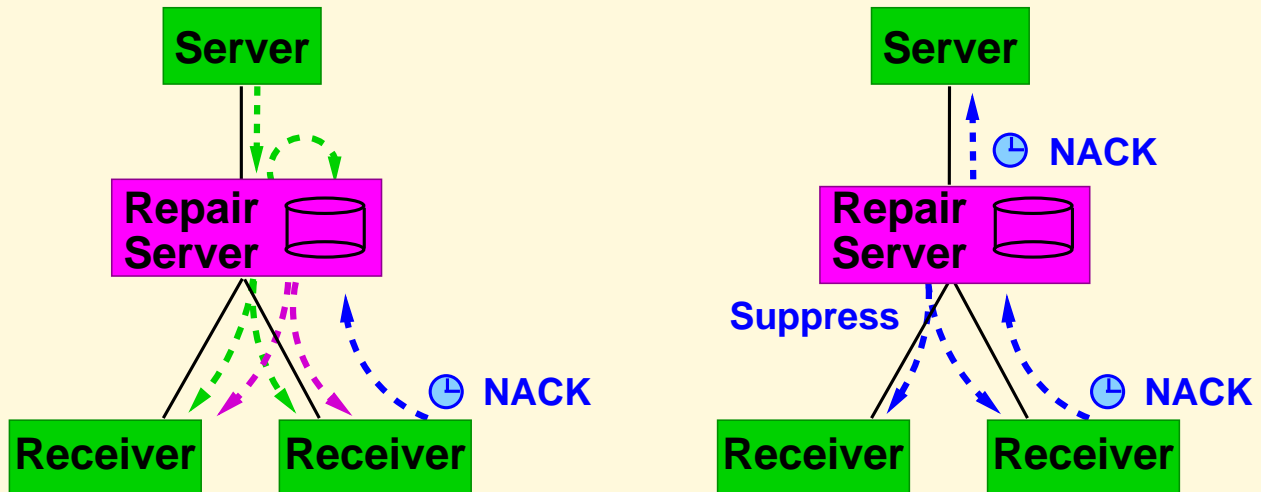 Server
Repair
Server
NACK
Receiver
Receiver
Server
NACK
Repair
Server
Suppress
NACK
Receiver
Receiver